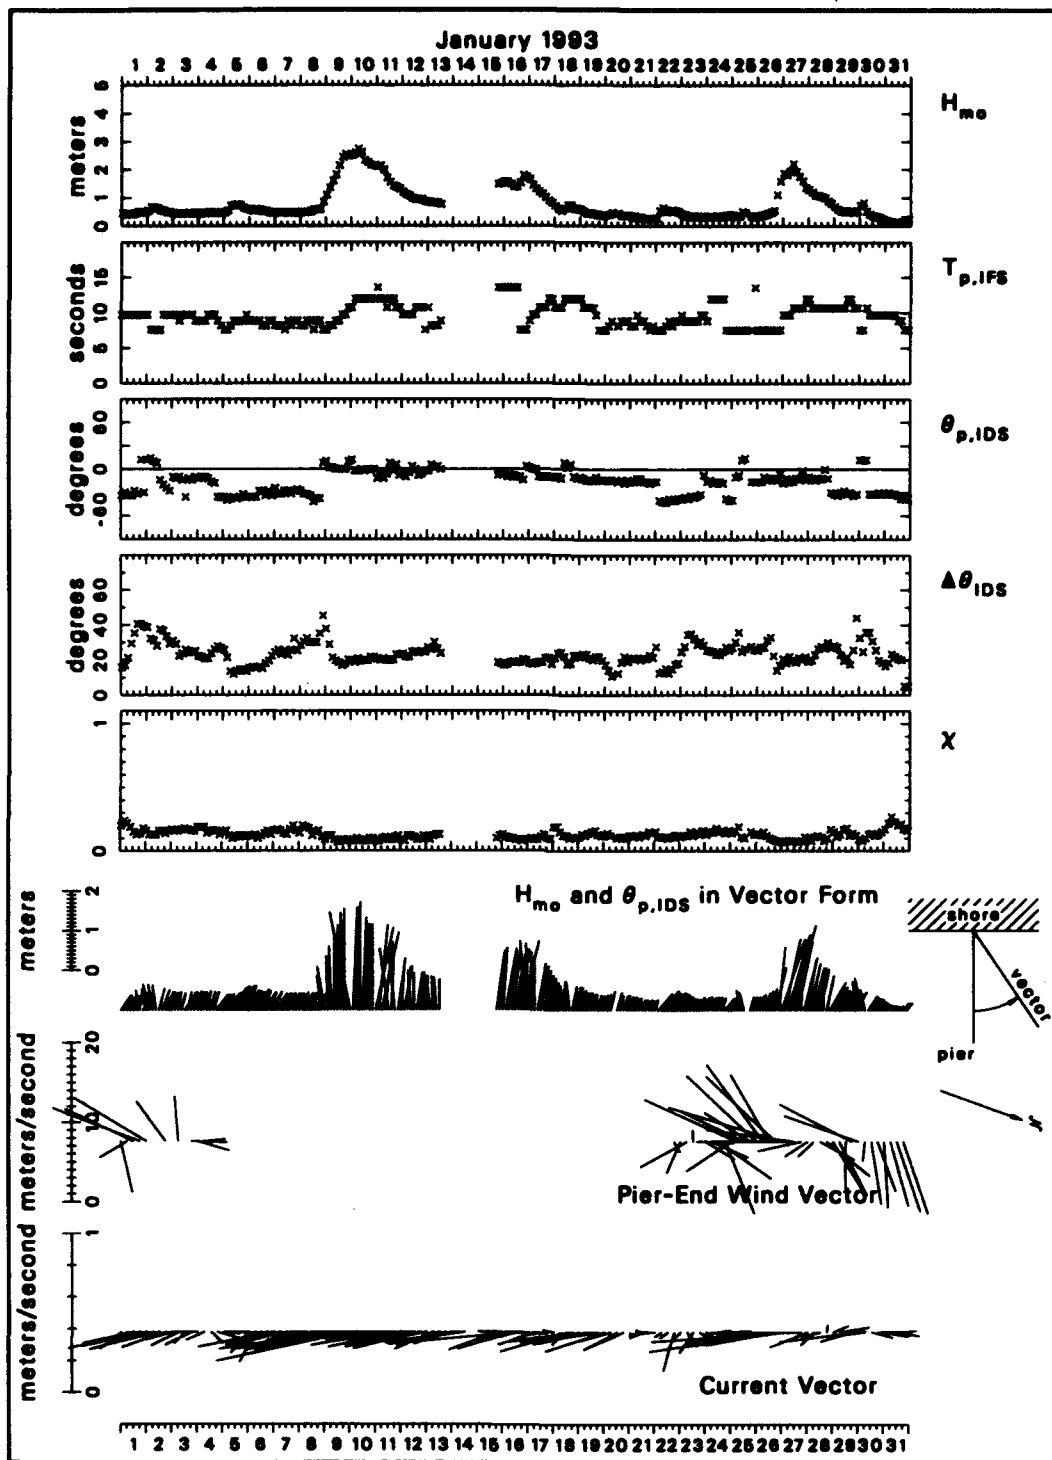 January 1993
1 2 3 4 5 6 7 8 9 10 11 12 13 14 15 16 17 18 19 20 21 22 23 24 25 26 27 28 29 30 31
meters
0 1 2 3 4 5
H mo
seconds
0 5 10 15
T p,IFS
degrees
-60 0 60
θ p,IDS
degrees
0 20 40 60
Δθ IDS
0 1
χ
meters
0 1 2
H mo and θ p,IDS in Vector Form
shore
vector
pier
N
meters/second
0 10 20
Pier-End Wind Vector
meters/second
0 1
Current Vector
1 2 3 4 5 6 7 8 9 10 11 12 13 14 15 16 17 18 19 20 21 22 23 24 25 26 27 28 29 30 31